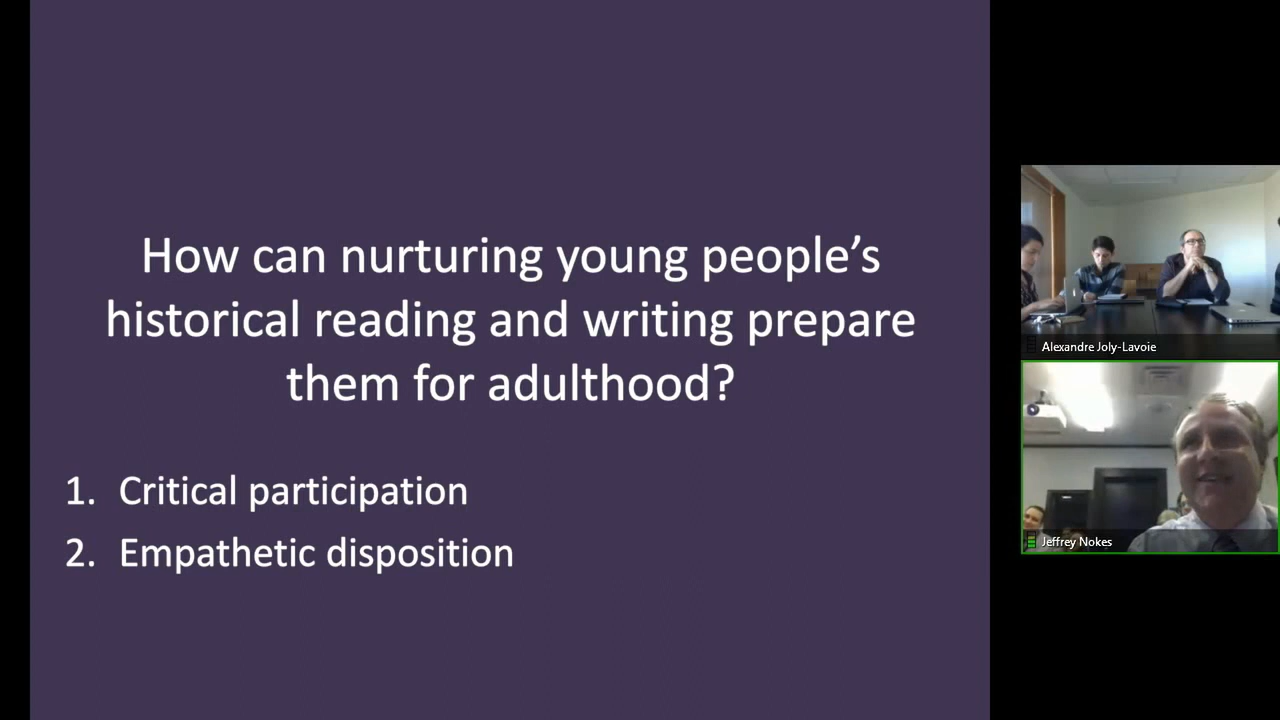 How can nurturing young people’s
historical reading and writing prepare
them for adulthood?
1. Critical participation
2. Empathetic disposition
Alexandre Joly-Lavoie
Jeffrey Nokes